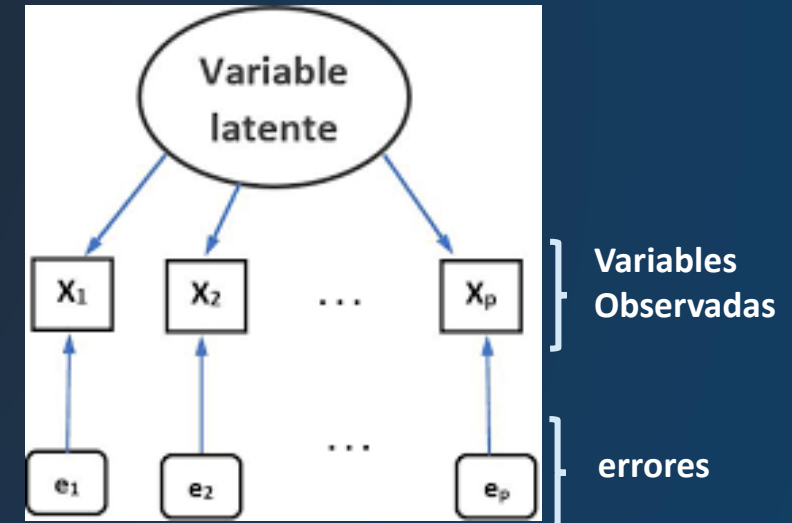 Variable
latente
X₁ X₂ ... Xₚ
Variables
Observadas
...
e₁ e₂ eₚ
errores